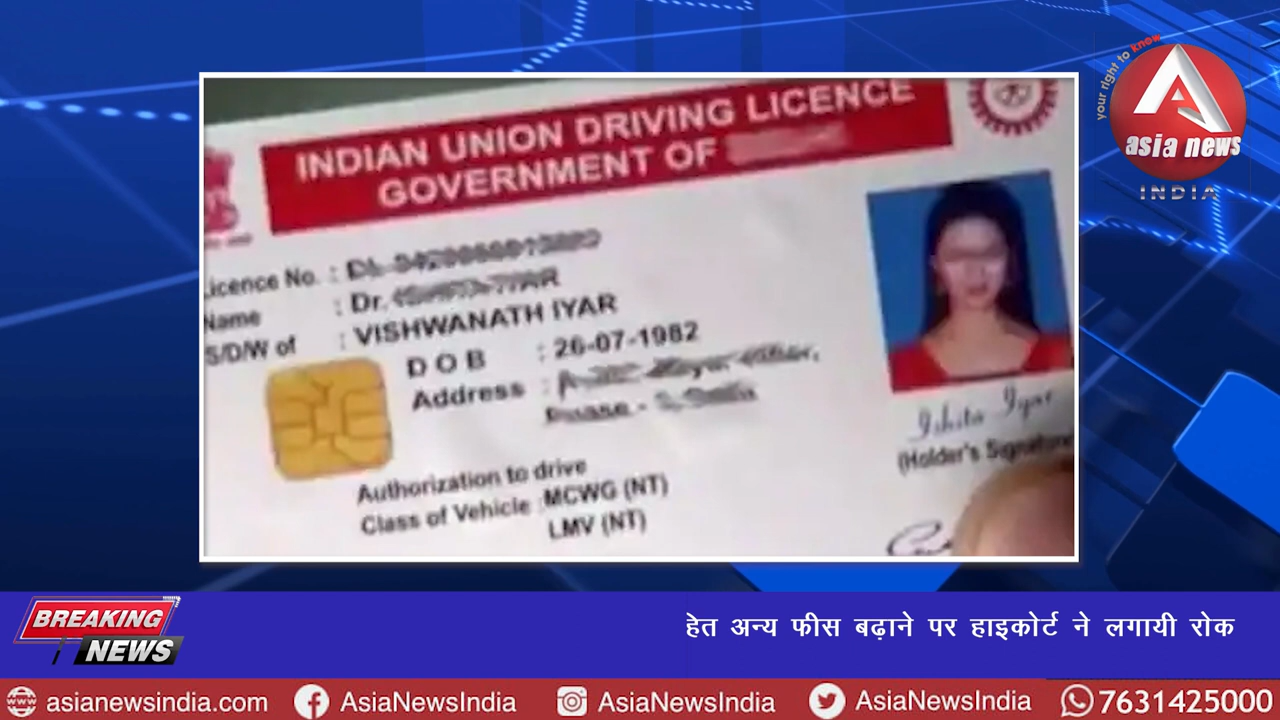 your right to know
asia news
INDIA
INDIAN UNION DRIVING LICENCE
GOVERNMENT OF
Licence No. :
Name : Dr.
S/D/W of : VISHWANATH IYAR
D O B : 26-07-1982
Address :
Authorization to drive
Class of Vehicle : MCWG (NT)
LMV (NT)
(Holder's Signature
BREAKING
NEWS
हेत अन्य फीस बढ़ाने पर हाइकोर्ट ने लगायी रोक
asianewsindia.com
AsiaNewsIndia
AsiaNewsIndia
AsiaNewsIndia
7631425000